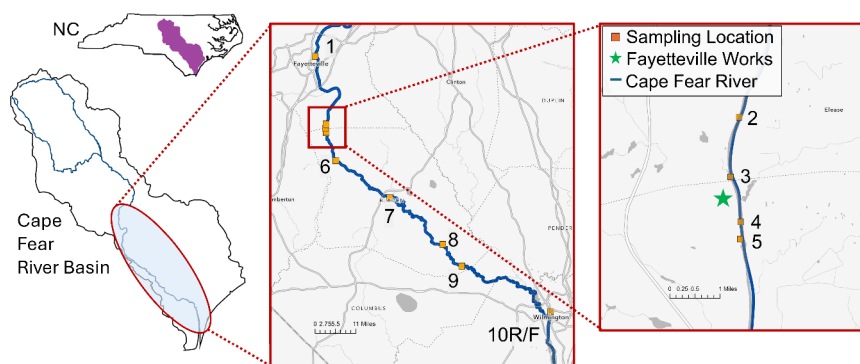 NC
Cape
Fear
River Basin
1
Fayetteville
Clinton
DUPLIN
6
7
8
9
PENDER
COLUMBUS
0 2.755.5 11 Miles
Wilmington
10R/F
Sampling Location
Fayetteville Works
Cape Fear River
Elease
2
3
4
5
0 0.25 0.5 1 Miles